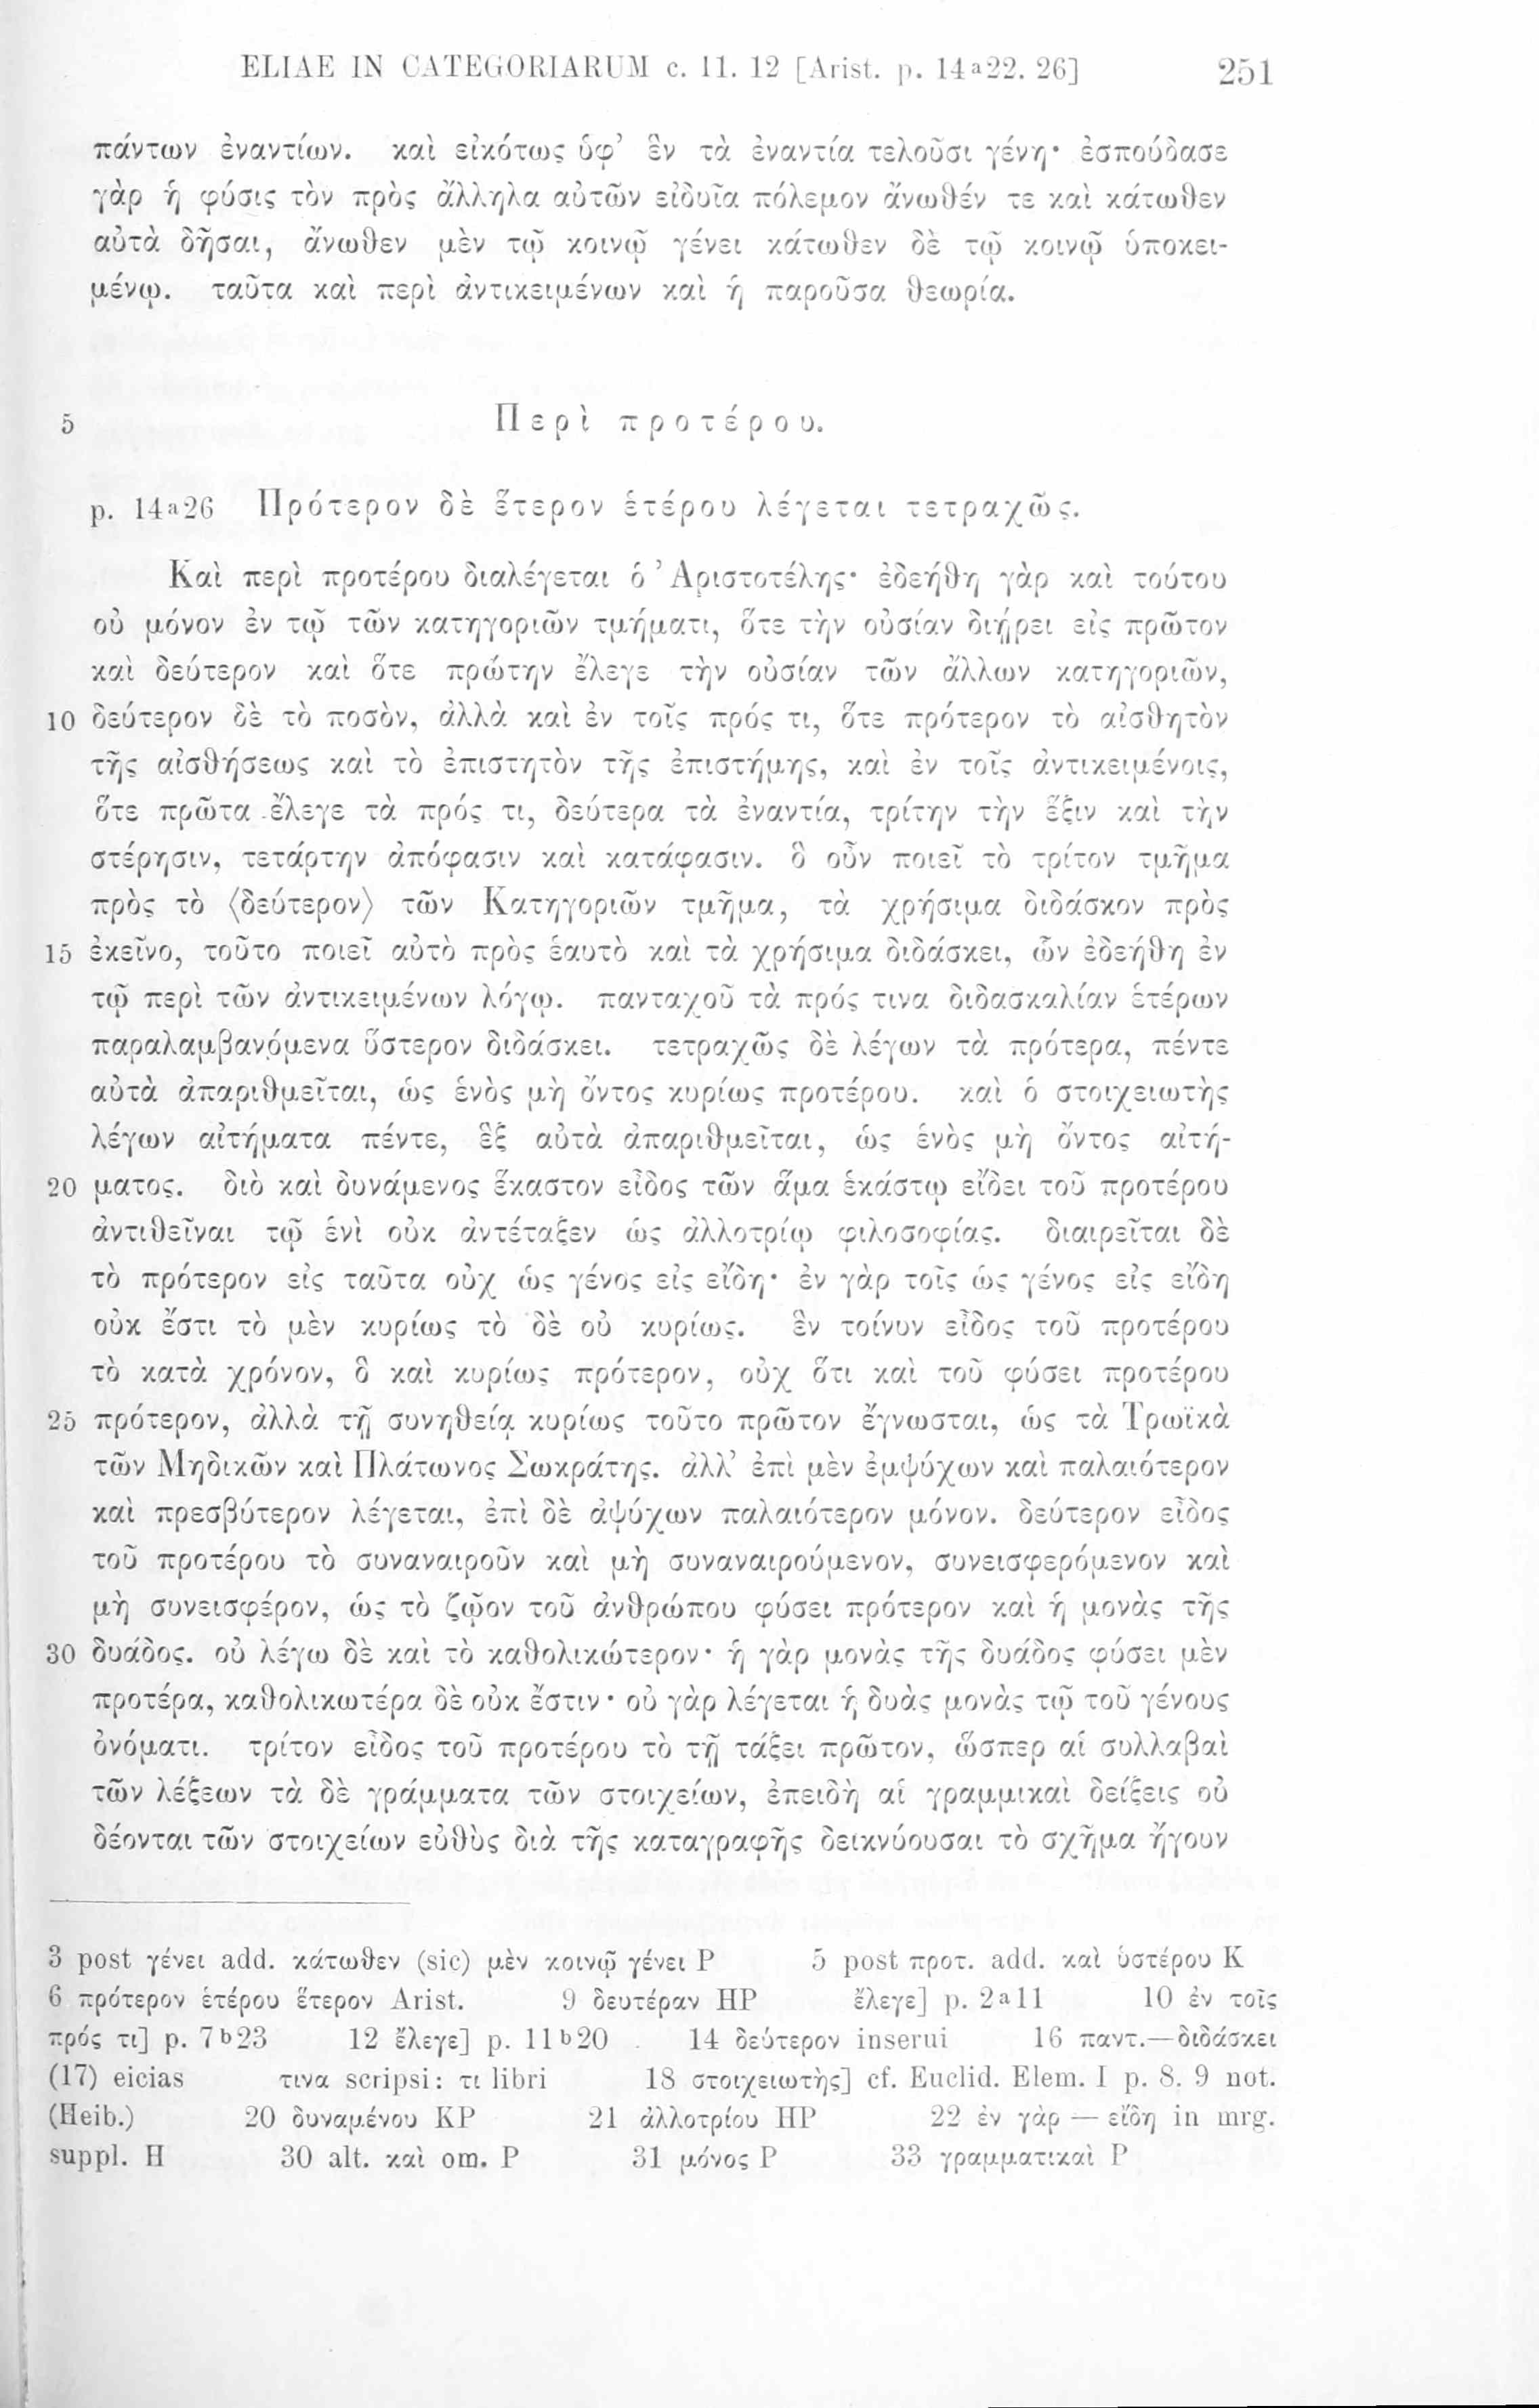 ELIAE IN CATEGORIARUM c. 11. 12 [Arist. p. 14a22. 26] 251
πάντων ἐναντίων. καὶ εἰκότως ὑφ’ ἓν τὰ ἐναντία τελοῦσι γένη· ἐσπούδασε
γὰρ ἡ φύσις τὸν πρὸς ἄλληλα αὐτῶν εἰδυῖα πόλεμον ἄνωθέν τε καὶ κάτωθεν
αὐτὰ δῆσαι, ἄνωθεν μὲν τῷ κοινῷ γένει κάτωθεν δὲ τῷ κοινῷ ὑποκει-
μένῳ. ταῦτα καὶ περὶ ἀντικειμένων καὶ ἡ παροῦσα θεωρία.
5 Περὶ προτέρου.
p. 14a26 Πρότερον δὲ ἕτερον ἑτέρου λέγεται τετραχῶς.
Καὶ περὶ προτέρου διαλέγεται ὁ Ἀριστοτέλης· ἐδεήθη γὰρ καὶ τούτου
οὐ μόνον ἐν τῷ τῶν κατηγοριῶν τμήματι, ὅτε τὴν οὐσίαν διῄρει εἰς πρῶτον
καὶ δεύτερον καὶ ὅτε πρώτην ἔλεγε τὴν οὐσίαν τῶν ἄλλων κατηγοριῶν,
10 δεύτερον δὲ τὸ ποσὸν, ἀλλὰ καὶ ἐν τοῖς πρός τι, ὅτε πρότερον τὸ αἰσθητὸν
τῆς αἰσθήσεως καὶ τὸ ἐπιστητὸν τῆς ἐπιστήμης, καὶ ἐν τοῖς ἀντικειμένοις,
ὅτε πρῶτα ἔλεγε τὰ πρός τι, δεύτερα τὰ ἐναντία, τρίτην τὴν ἕξιν καὶ τὴν
στέρησιν, τετάρτην ἀπόφασιν καὶ κατάφασιν. ὃ οὖν ποιεῖ τὸ τρίτον τμῆμα
πρὸς τὸ ⟨δεύτερον⟩ τῶν Κατηγοριῶν τμῆμα, τὰ χρήσιμα διδάσκον πρὸς
15 ἐκεῖνο, τοῦτο ποιεῖ αὐτὸ πρὸς ἑαυτὸ καὶ τὰ χρήσιμα διδάσκει, ὧν ἐδεήθη ἐν
τῷ περὶ τῶν ἀντικειμένων λόγῳ. πανταχοῦ τὰ πρός τινα διδασκαλίαν ἑτέρων
παραλαμβανόμενα ὕστερον διδάσκει. τετραχῶς δὲ λέγων τὰ πρότερα, πέντε
αὐτὰ ἀπαριθμεῖται, ὡς ἑνὸς μὴ ὄντος κυρίως προτέρου. καὶ ὁ στοιχειωτὴς
λέγων αἰτήματα πέντε, ἓξ αὐτὰ ἀπαριθμεῖται, ὡς ἑνὸς μὴ ὄντος αἰτή-
20 ματος. διὸ καὶ δυνάμενος ἕκαστον εἶδος τῶν ἅμα ἑκάστῳ εἴδει τοῦ προτέρου
ἀντιθεῖναι τῷ ἑνὶ οὐκ ἀντέταξεν ὡς ἀλλοτρίῳ φιλοσοφίας. διαιρεῖται δὲ
τὸ πρότερον εἰς ταῦτα οὐχ ὡς γένος εἰς εἴδη· ἐν γὰρ τοῖς ὡς γένος εἰς εἴδη
οὐκ ἔστι τὸ μὲν κυρίως τὸ δὲ οὐ κυρίως. ἓν τοίνυν εἶδος τοῦ προτέρου
τὸ κατὰ χρόνον, ὃ καὶ κυρίως πρότερον, οὐχ ὅτι καὶ τοῦ φύσει προτέρου
25 πρότερον, ἀλλὰ τῇ συνηθείᾳ κυρίως τοῦτο πρῶτον ἔγνωσται, ὡς τὰ Τρωϊκὰ
τῶν Μηδικῶν καὶ Πλάτωνος Σωκράτης. ἀλλ’ ἐπὶ μὲν ἐμψύχων καὶ παλαιότερον
καὶ πρεσβύτερον λέγεται, ἐπὶ δὲ ἀψύχων παλαιότερον μόνον. δεύτερον εἶδος
τοῦ προτέρου τὸ συναναιροῦν καὶ μὴ συναναιρούμενον, συνεισφερόμενον καὶ
μὴ συνεισφέρον, ὡς τὸ ζῷον τοῦ ἀνθρώπου φύσει πρότερον καὶ ἡ μονὰς τῆς
30 δυάδος. οὐ λέγω δὲ καὶ τὸ καθολικώτερον· ἡ γὰρ μονὰς τῆς δυάδος φύσει μὲν
προτέρα, καθολικωτέρα δὲ οὐκ ἔστιν· οὐ γὰρ λέγεται ἡ δυὰς μονὰς τῷ τοῦ γένους
ὀνόματι. τρίτον εἶδος τοῦ προτέρου τὸ τῇ τάξει πρῶτον, ὥσπερ αἱ συλλαβαὶ
τῶν λέξεων τὰ δὲ γράμματα τῶν στοιχείων, ἐπειδὴ αἱ γραμμικαὶ δείξεις οὐ
δέονται τῶν στοιχείων εὐθὺς διὰ τῆς καταγραφῆς δεικνύουσαι τὸ σχῆμα ἤγουν
3 post γένει add. κάτωθεν (sic) μὲν κοινῷ γένει P 5 post προτ. add. καὶ ὑστέρου K
6 πρότερον ἑτέρου ἕτερον Arist. 9 δευτέραν HP ἔλεγε] p. 2a11 10 ἐν τοῖς
πρός τι] p. 7b23 12 ἔλεγε] p. 11b20 14 δεύτερον inserui 16 παντ.—διδάσκει
(17) eicias τινα scripsi: τι libri 18 στοιχειωτὴς] cf. Euclid. Elem. I p. 8. 9 not.
(Heib.) 20 δυναμένου KP 21 ἀλλοτρίου HP 22 ἐν γὰρ — εἴδη in mrg.
suppl. H 30 alt. καὶ om. P 31 μόνος P 33 γραμματικαὶ P